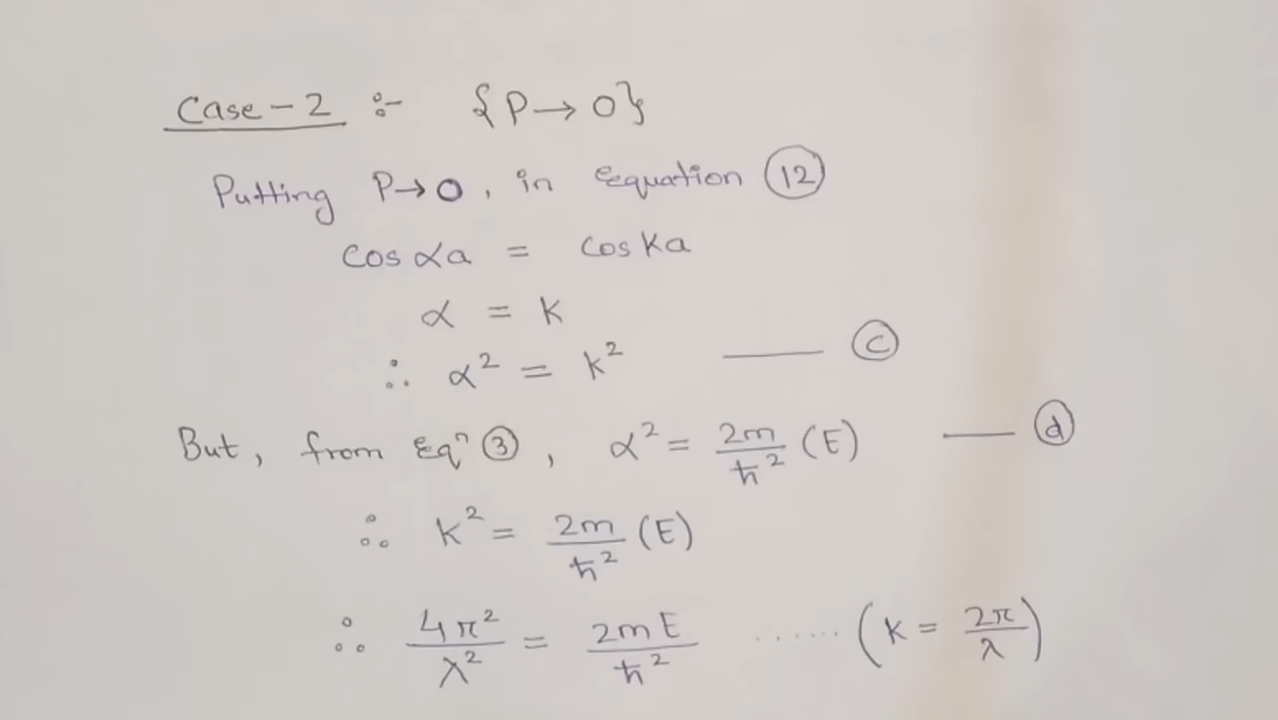 Case - 2 :- {P → 0}
Putting P→0, in equation (12)
cos αa = cos Ka
α = K
∴ α² = k² —— (c)
But, from Eqⁿ (3), α² = 2m/ħ² (E) —— (d)
∴ K² = 2m/ħ² (E)
∴ 4π²/λ² = 2mE/ħ² ...... (K = 2π/λ)